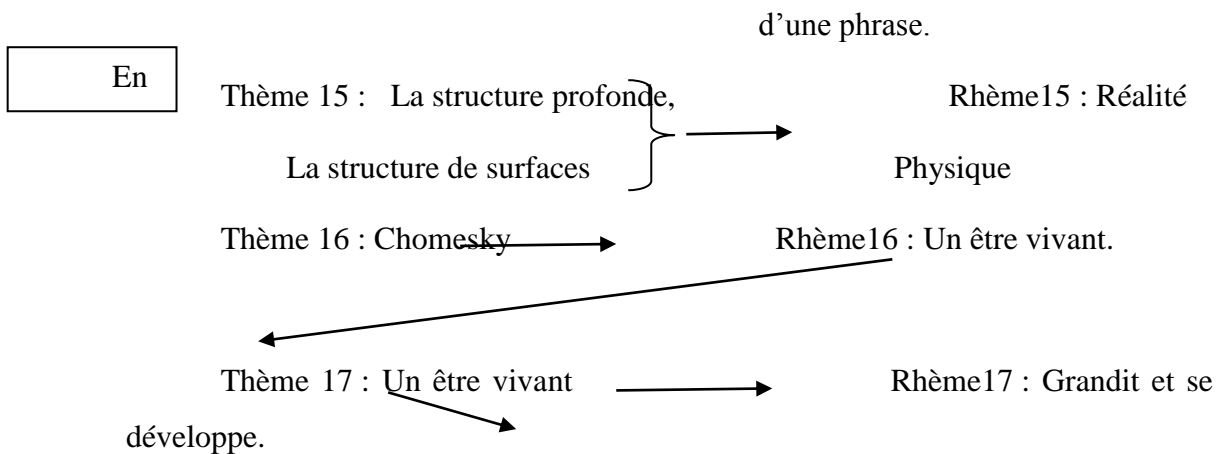 d’une phrase.
En
Thème 15 : La structure profonde, Rhème15 : Réalité
La structure de surfaces Physique
Thème 16 : Chomesky Rhème16 : Un être vivant.
Thème 17 : Un être vivant Rhème17 : Grandit et se
développe.